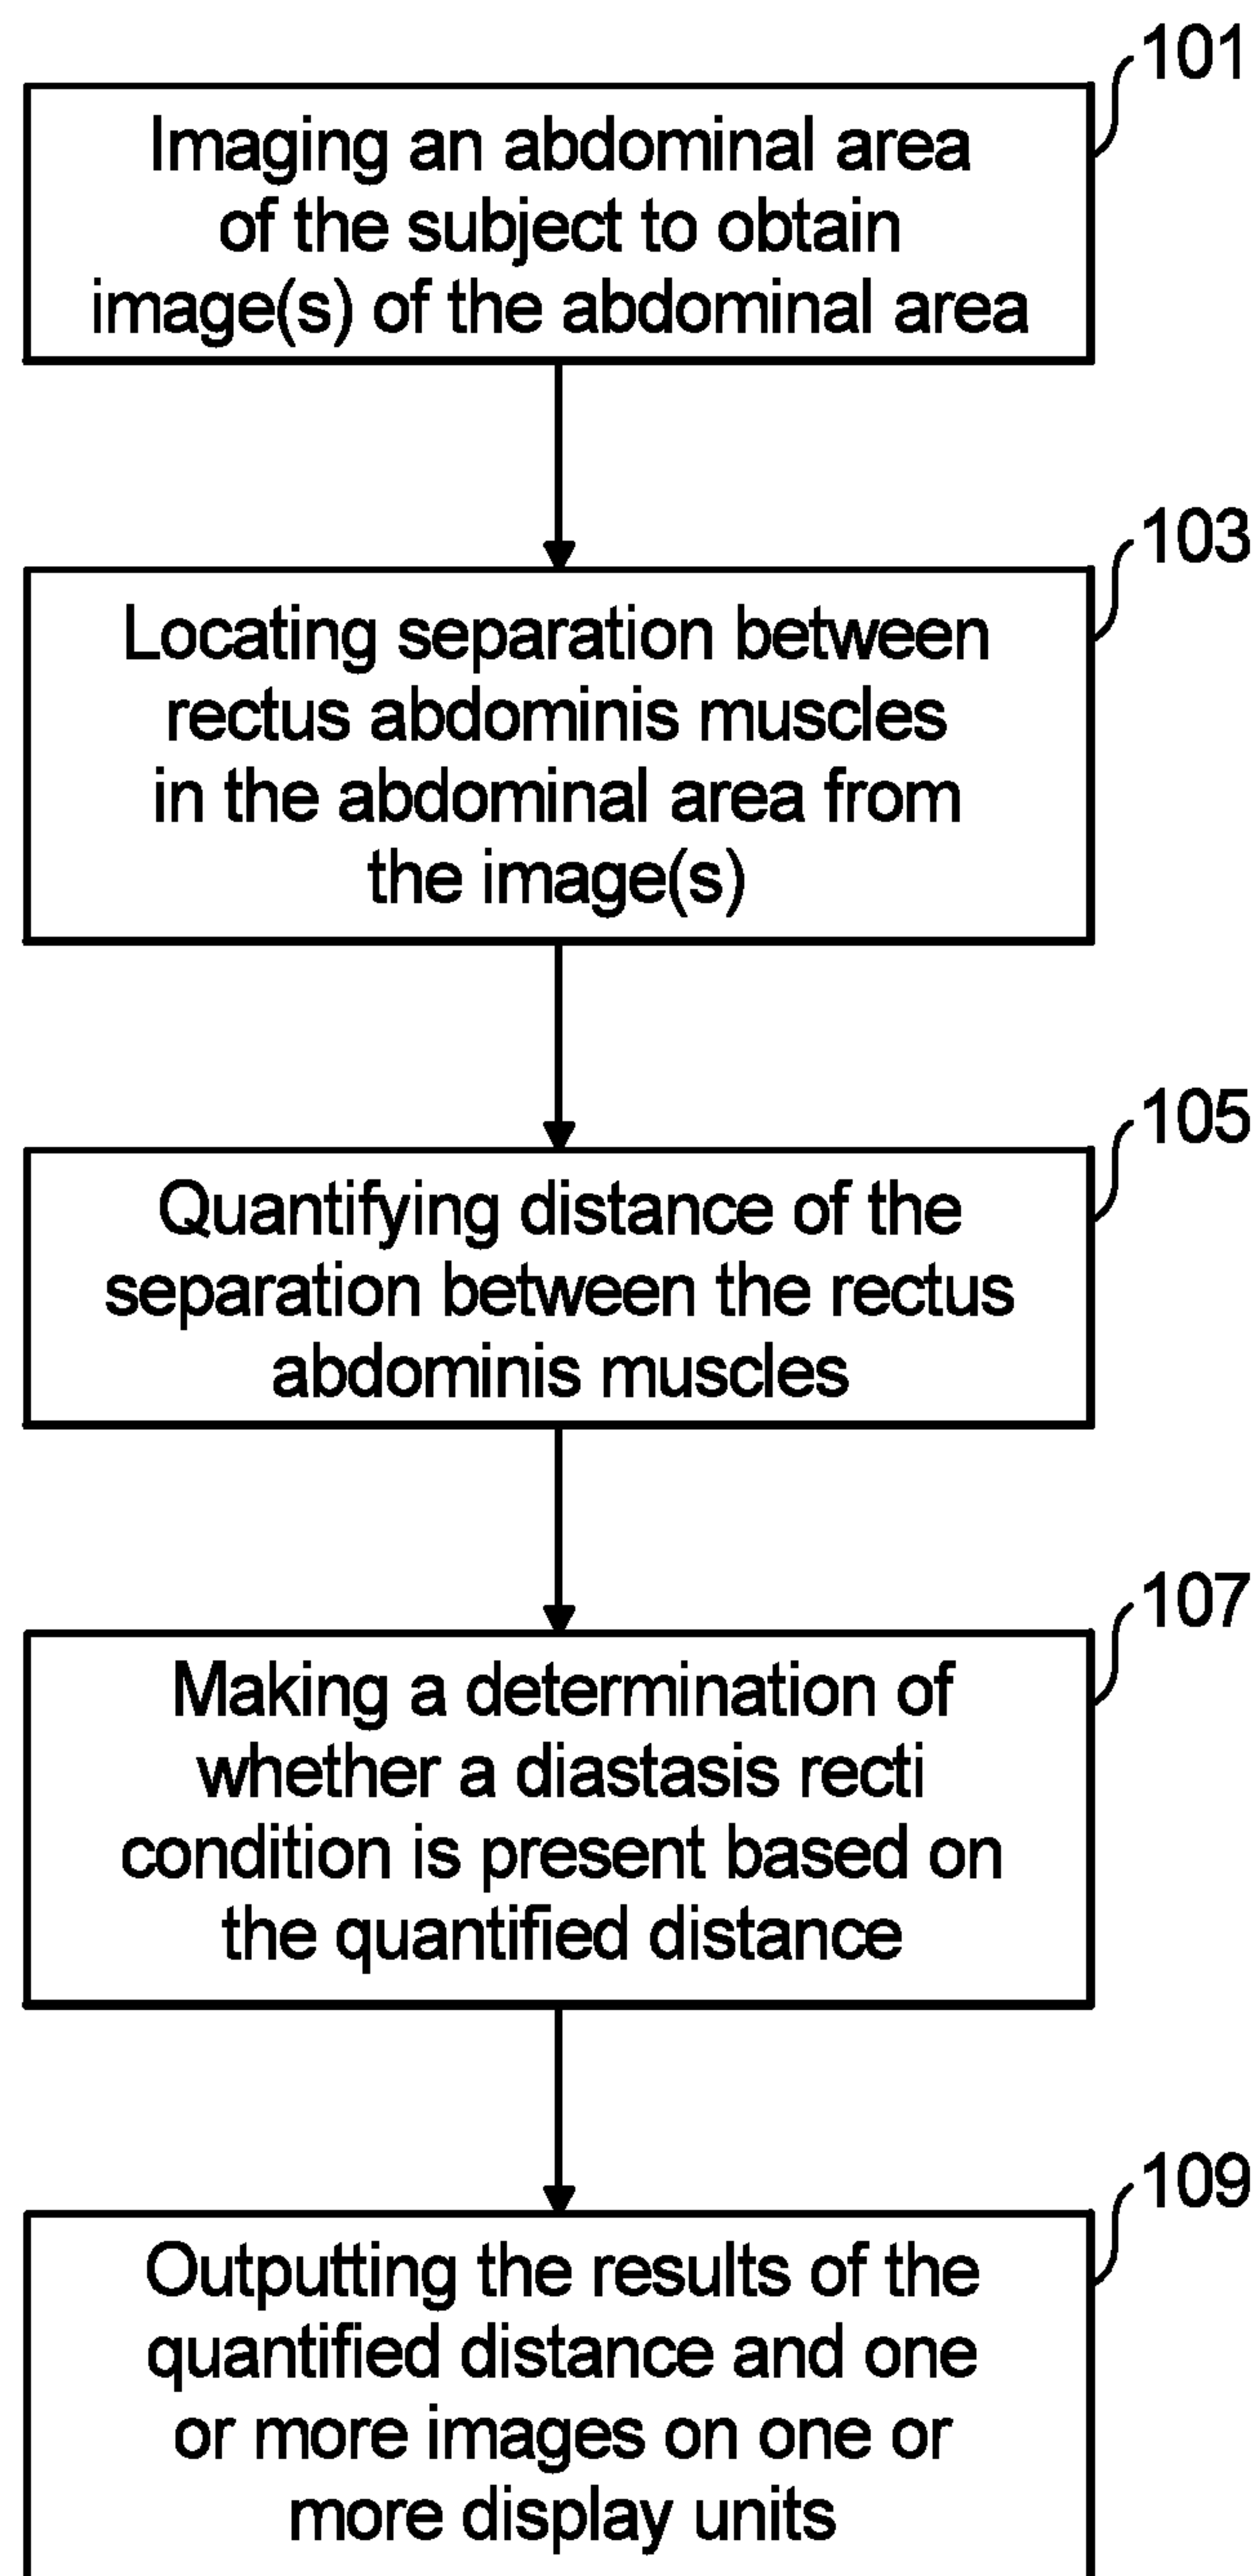 101
Imaging an abdominal area
of the subject to obtain
image(s) of the abdominal area
103
Locating separation between
rectus abdominis muscles
in the abdominal area from
the image(s)
105
Quantifying distance of the
separation between the rectus
abdominis muscles
107
Making a determination of
whether a diastasis recti
condition is present based on
the quantified distance
109
Outputting the results of the
quantified distance and one
or more images on one or
more display units